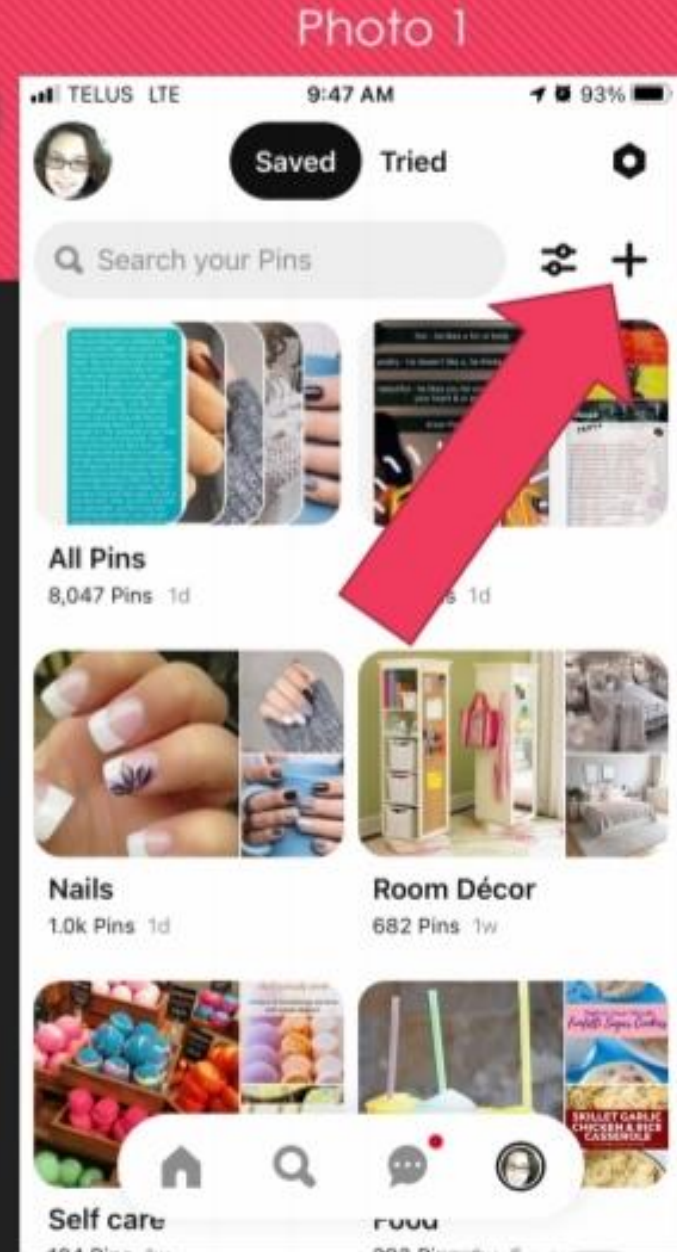 Photo 1
TELUS LTE 9:47 AM 93%
Saved Tried
Search your Pins
All Pins
8,047 Pins 1d
1d
Nails
1.0k Pins 1d
Room Décor
682 Pins 1w
SKILLET GARLIC
CHICKEN & RICE
CASSEROLE
Self care
Food